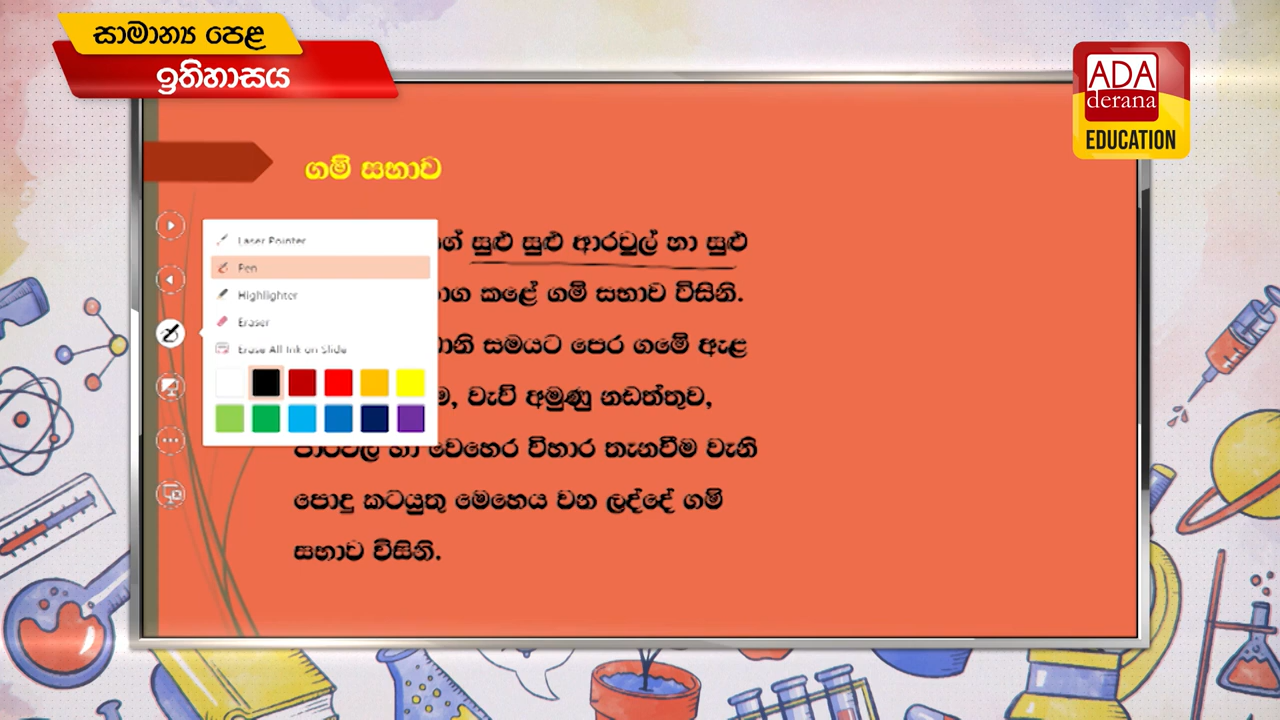 සාමාන්‍ය පෙළ
ඉතිහාසය
ADA
derana
EDUCATION
ගම් සභාව
සුළු සුළු ආරවුල් හා සුළු
Laser Pointer
Pen
කළේ ගම් සභාව විසිනි.
Highlighter
Eraser
සමයට පෙර ගමේ ඇළ
Erase All Ink on Slide
වැව් අමුණු නඩත්තුව,
හා වෙහෙර විහාර තැනවීම වැනි
පොදු කටයුතු මෙහෙය වන ලද්දේ ගම්
සභාව විසිනි.